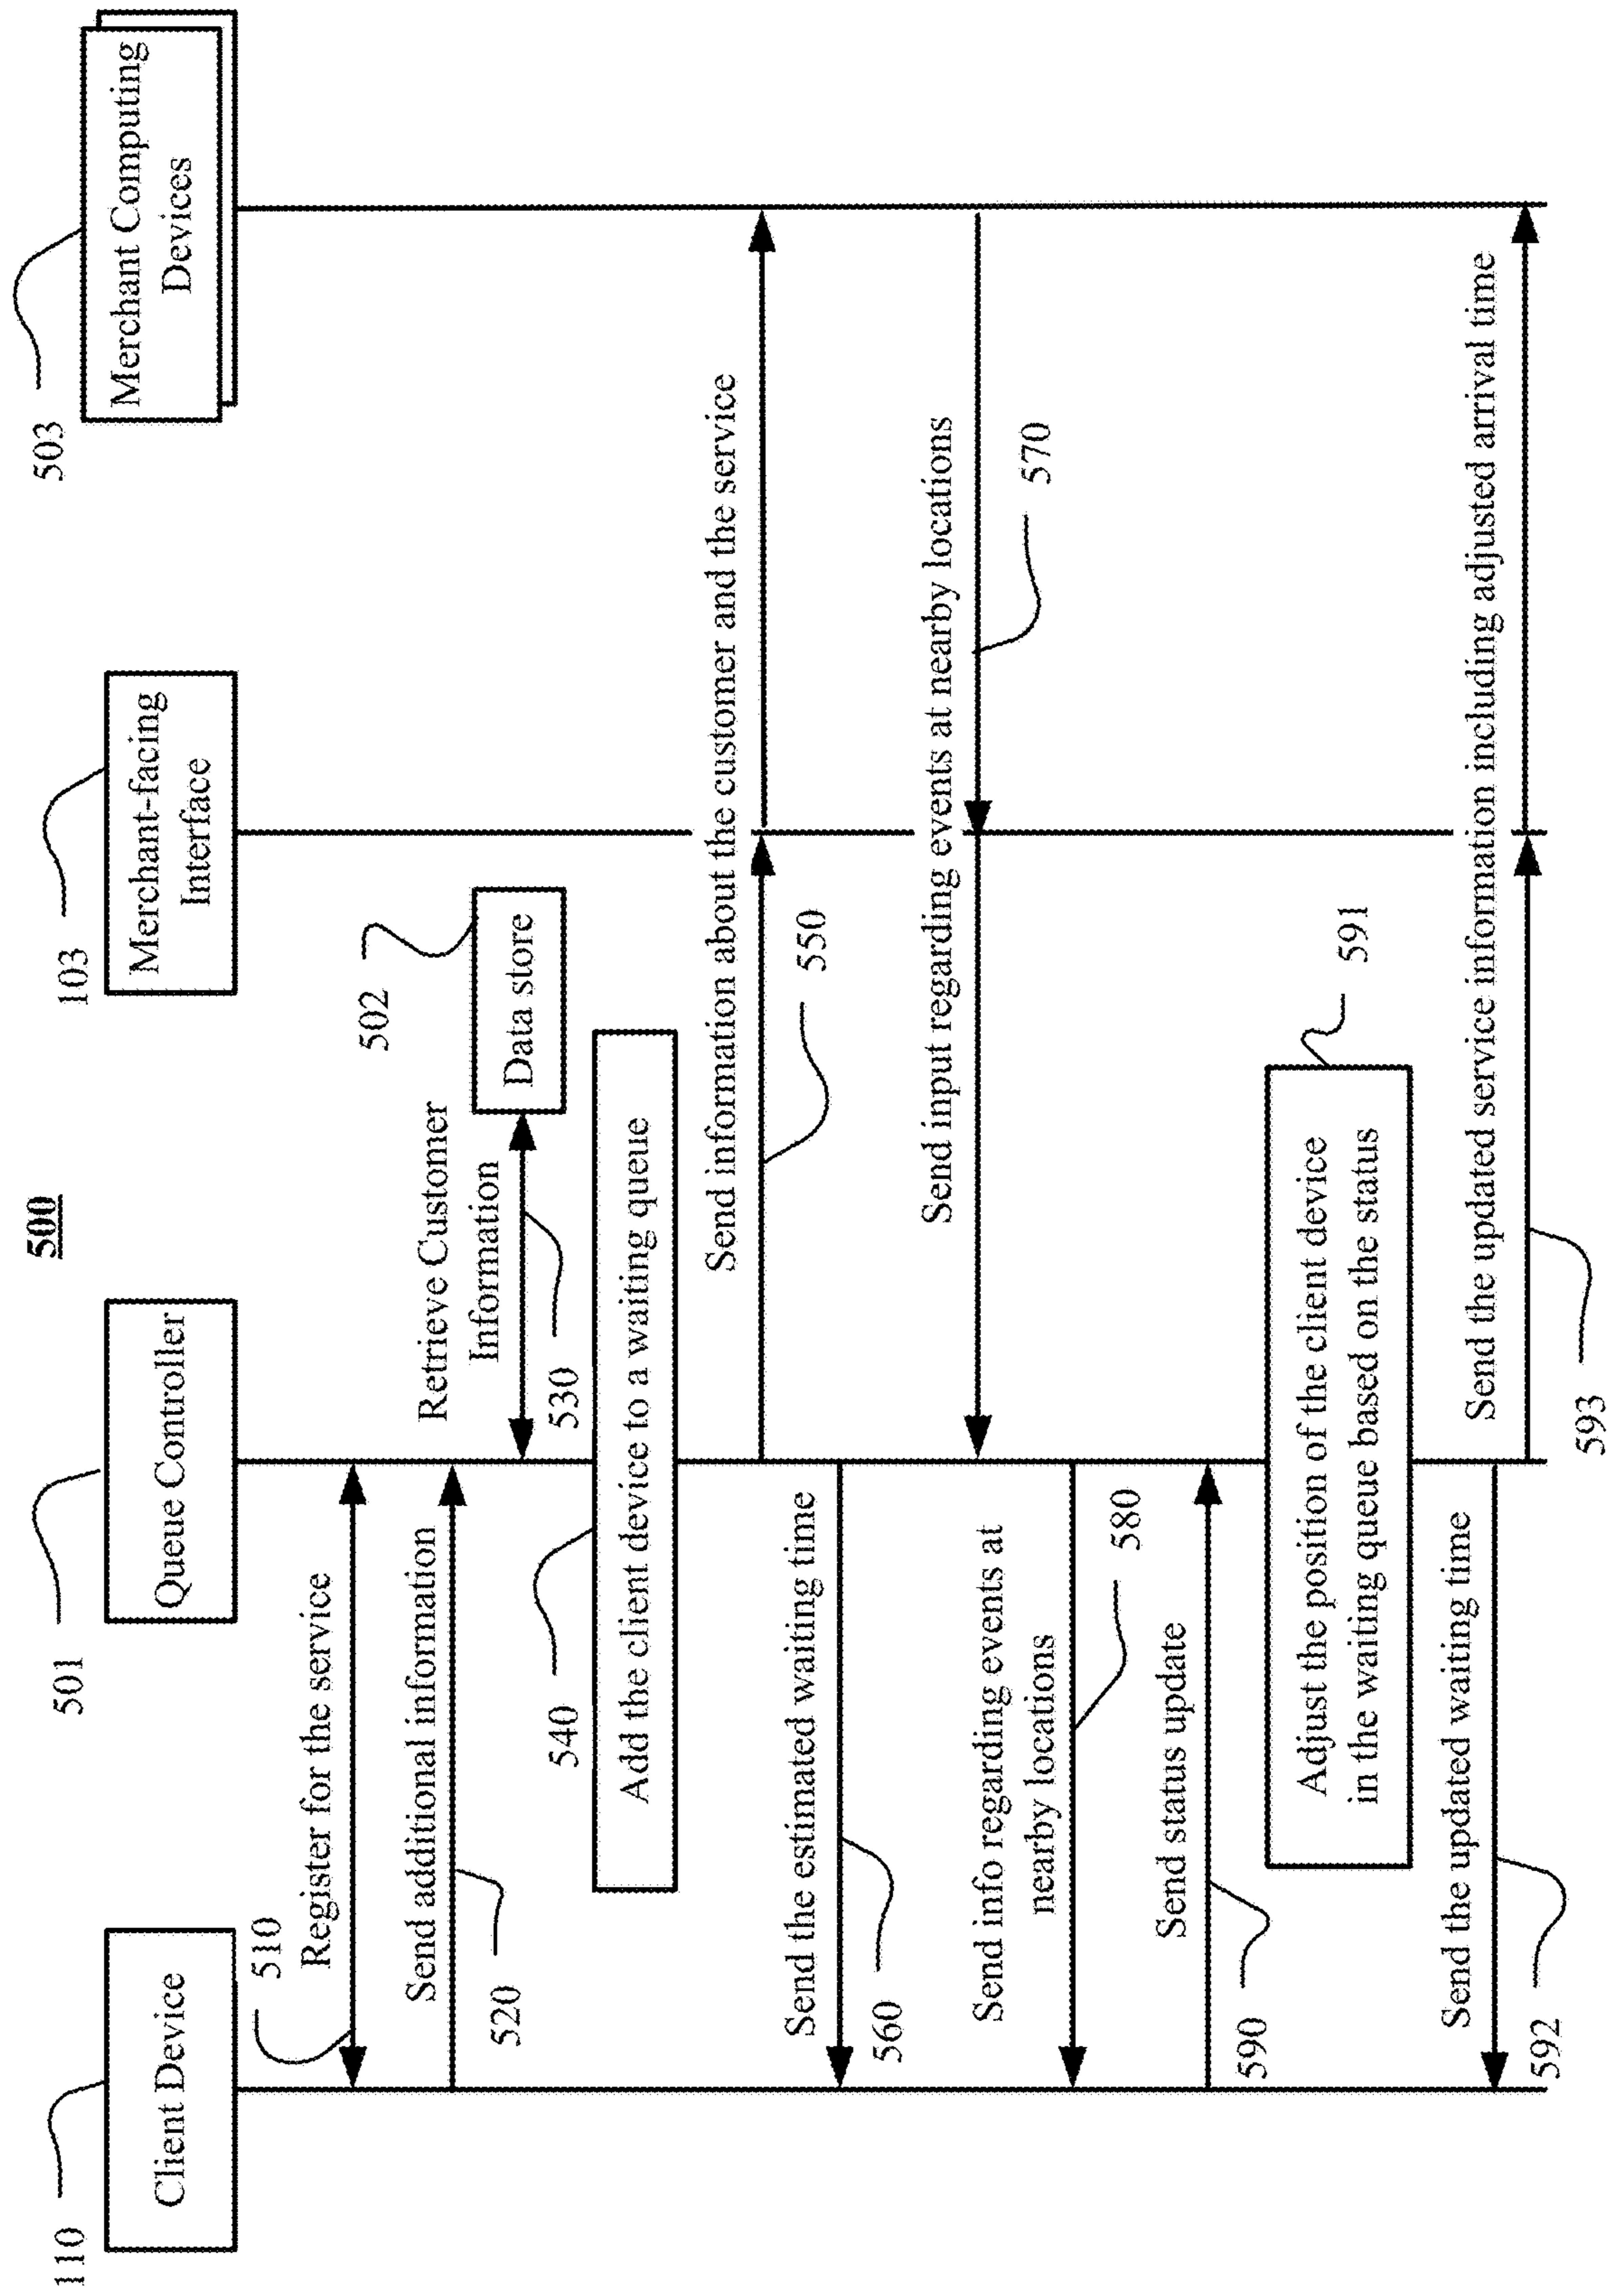 500
110
501
103
503
Client Device
Queue Controller
Merchant-facing
Interface
Merchant Computing
Devices
510
Register for the service
Send additional information
520
Retrieve Customer
Information
502
Data store
530
540
Add the client device to a waiting queue
Send information about the customer and the service
550
Send the estimated waiting time
560
Send input regarding events at nearby locations
570
Send info regarding events at
nearby locations
580
Send status update
590
Adjust the position of the client device
in the waiting queue based on the status
591
Send the updated waiting time
592
Send the updated service information including adjusted arrival time
593